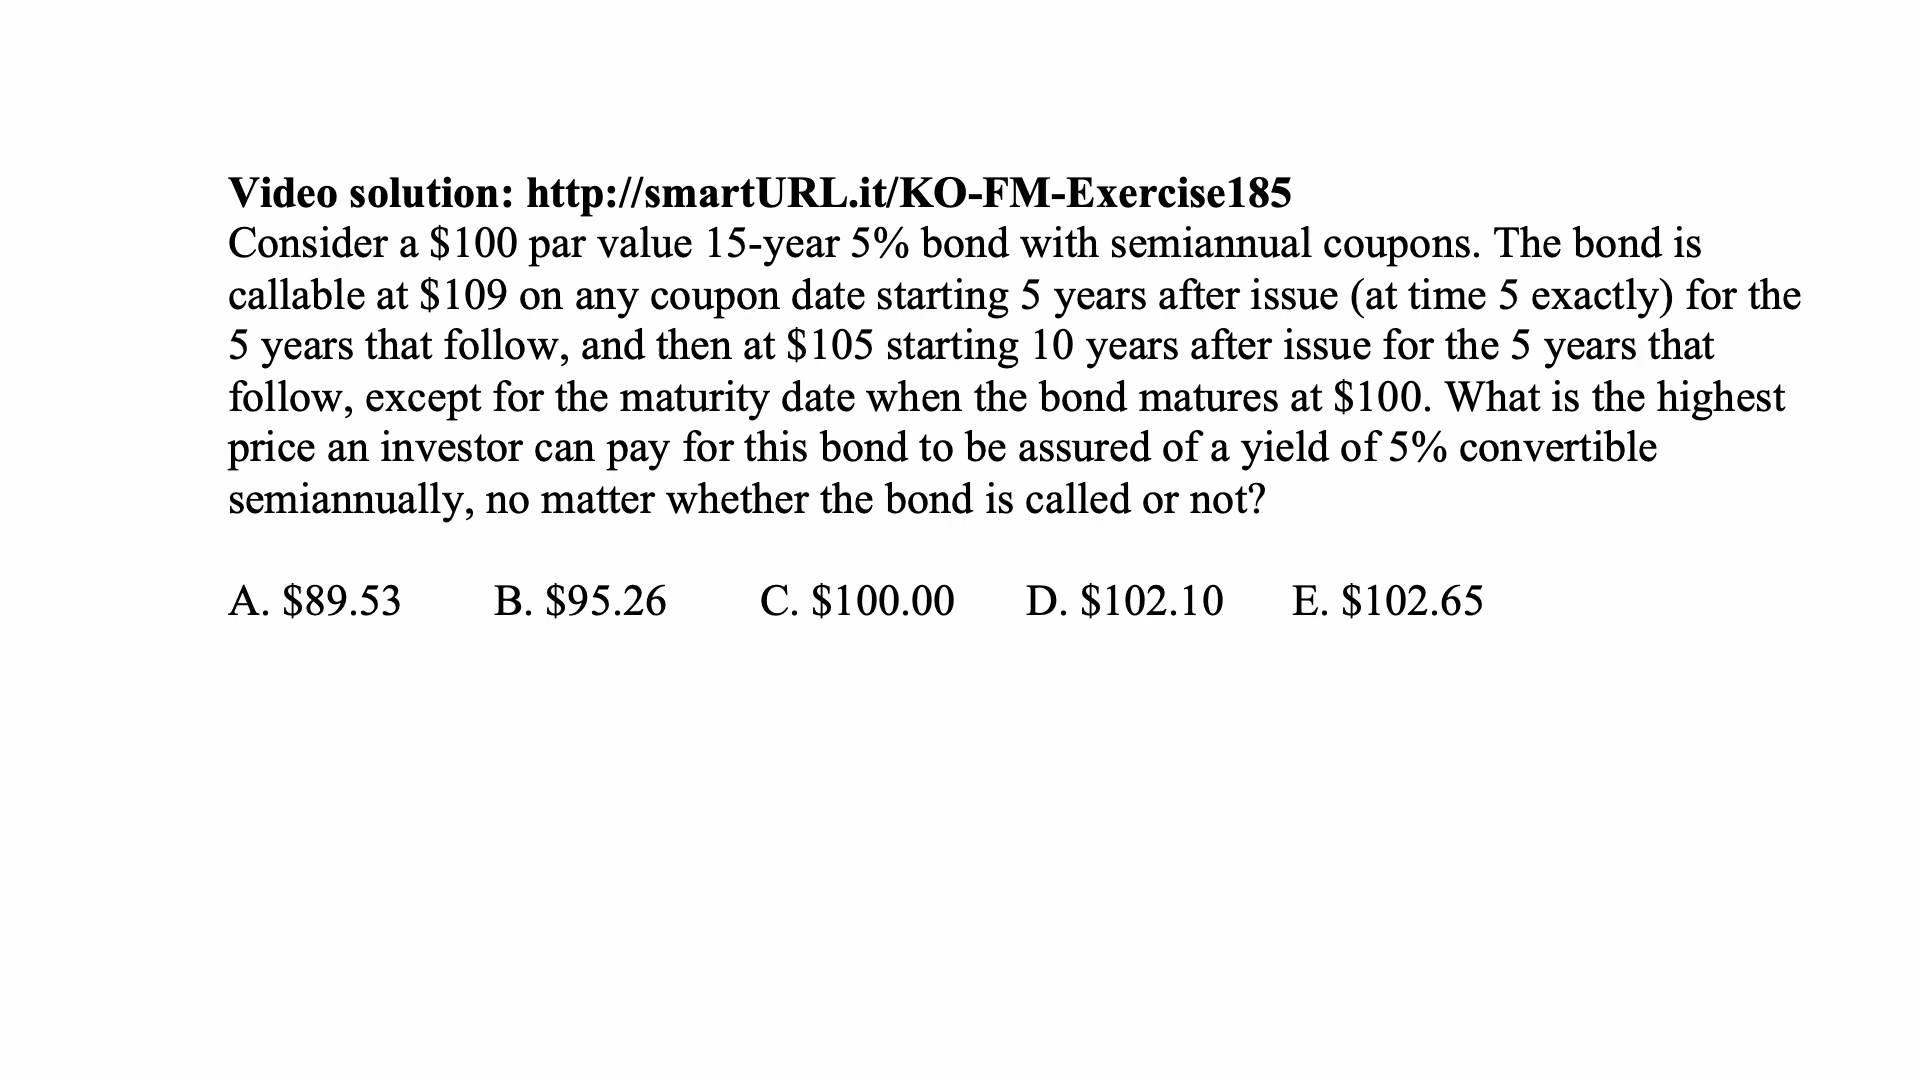 Video solution: http://smartURL.it/KO-FM-Exercise185
Consider a $100 par value 15-year 5% bond with semiannual coupons. The bond is
callable at $109 on any coupon date starting 5 years after issue (at time 5 exactly) for the
5 years that follow, and then at $105 starting 10 years after issue for the 5 years that
follow, except for the maturity date when the bond matures at $100. What is the highest
price an investor can pay for this bond to be assured of a yield of 5% convertible
semiannually, no matter whether the bond is called or not?
A. $89.53 B. $95.26 C. $100.00 D. $102.10 E. $102.65